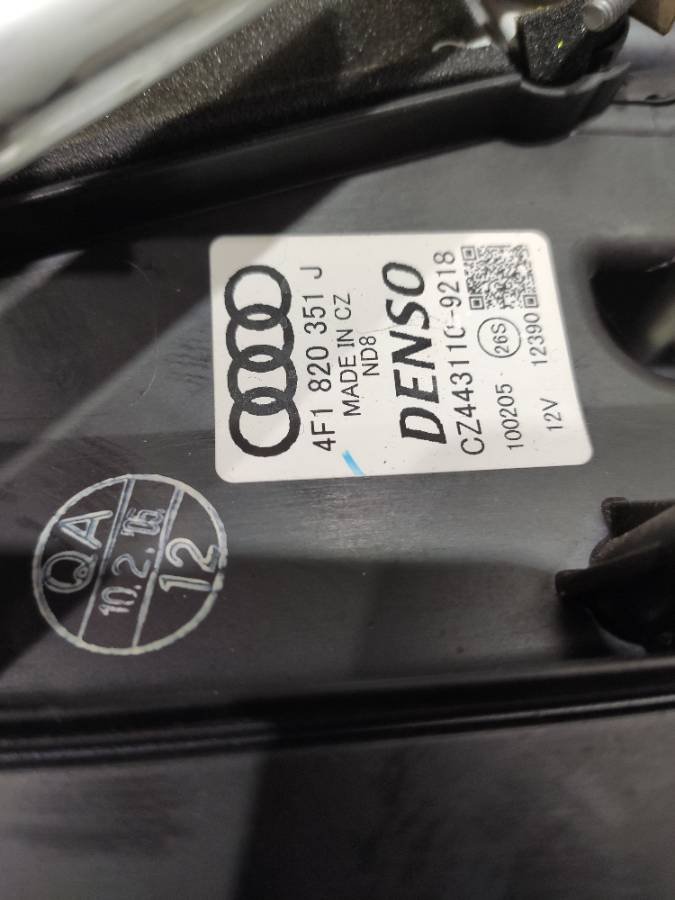 4F1 820 351 J
MADE IN CZ
ND8
DENSO
CZ443110-9218
100205
26S
12V
12390
QA
10.2.05
12